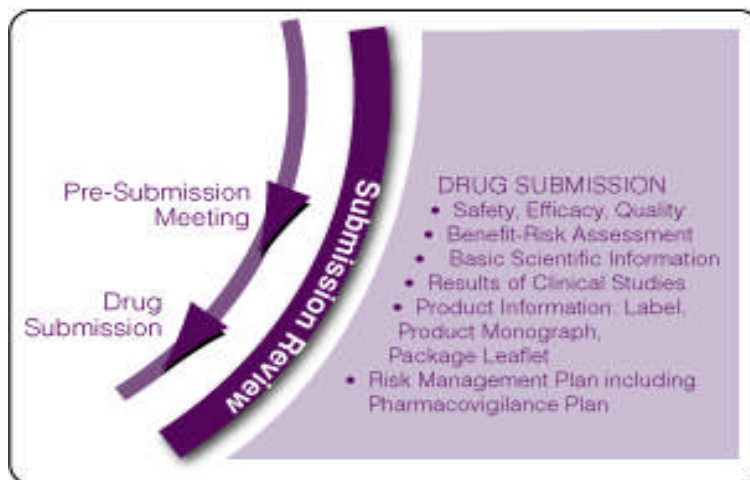 Pre-Submission
Meeting
Drug
Submission
Submission Review
DRUG SUBMISSION
• Safety, Efficacy, Quality
• Benefit-Risk Assessment
• Basic Scientific Information
• Results of Clinical Studies
• Product Information: Label,
Product Monograph,
Package Leaflet
• Risk Management Plan including
Pharmacovigilance Plan